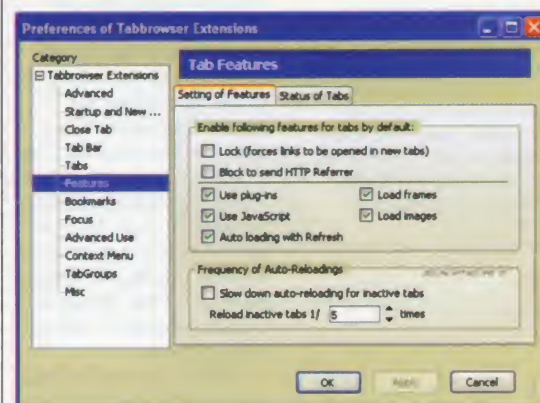 Preferences of Tabbrowser Extensions
Category
Tabbrowser Extensions
Advanced
Startup and New ...
Close Tab
Tab Bar
Tabs
Features
Bookmarks
Focus
Advanced Use
Context Menu
TabGroups
Misc
Tab Features
Setting of Features
Status of Tabs
Enable following features for tabs by default:
Lock (forces links to be opened in new tabs)
Block to send HTTP Referrer
Use plug-ins
Load frames
Use JavaScript
Load images
Auto loading with Refresh
Frequency of Auto-Reloadings
Slow down auto-reloading for inactive tabs
Reload inactive tabs 1/ 5 times
OK
Apply
Cancel